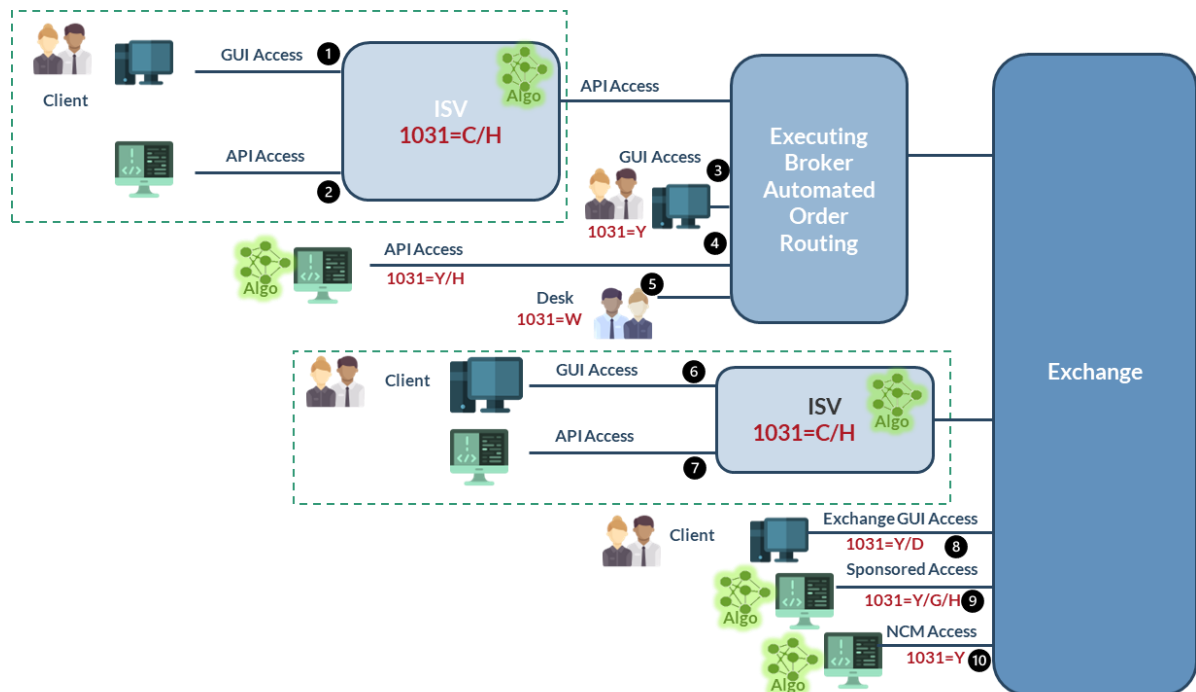 GUI Access
1
Client
Algo
ISV
1031=C/H
API Access
2
API Access
Executing
Broker
Automated
Order
Routing
GUI Access
3
1031=Y
4
API Access
1031=Y/H
Algo
5
Desk
1031=W
Exchange
Client
GUI Access
6
ISV
1031=C/H
Algo
API Access
7
Client
Exchange GUI Access
1031=Y/D
8
Sponsored Access
1031=Y/G/H
9
Algo
NCM Access
1031=Y
10
Algo